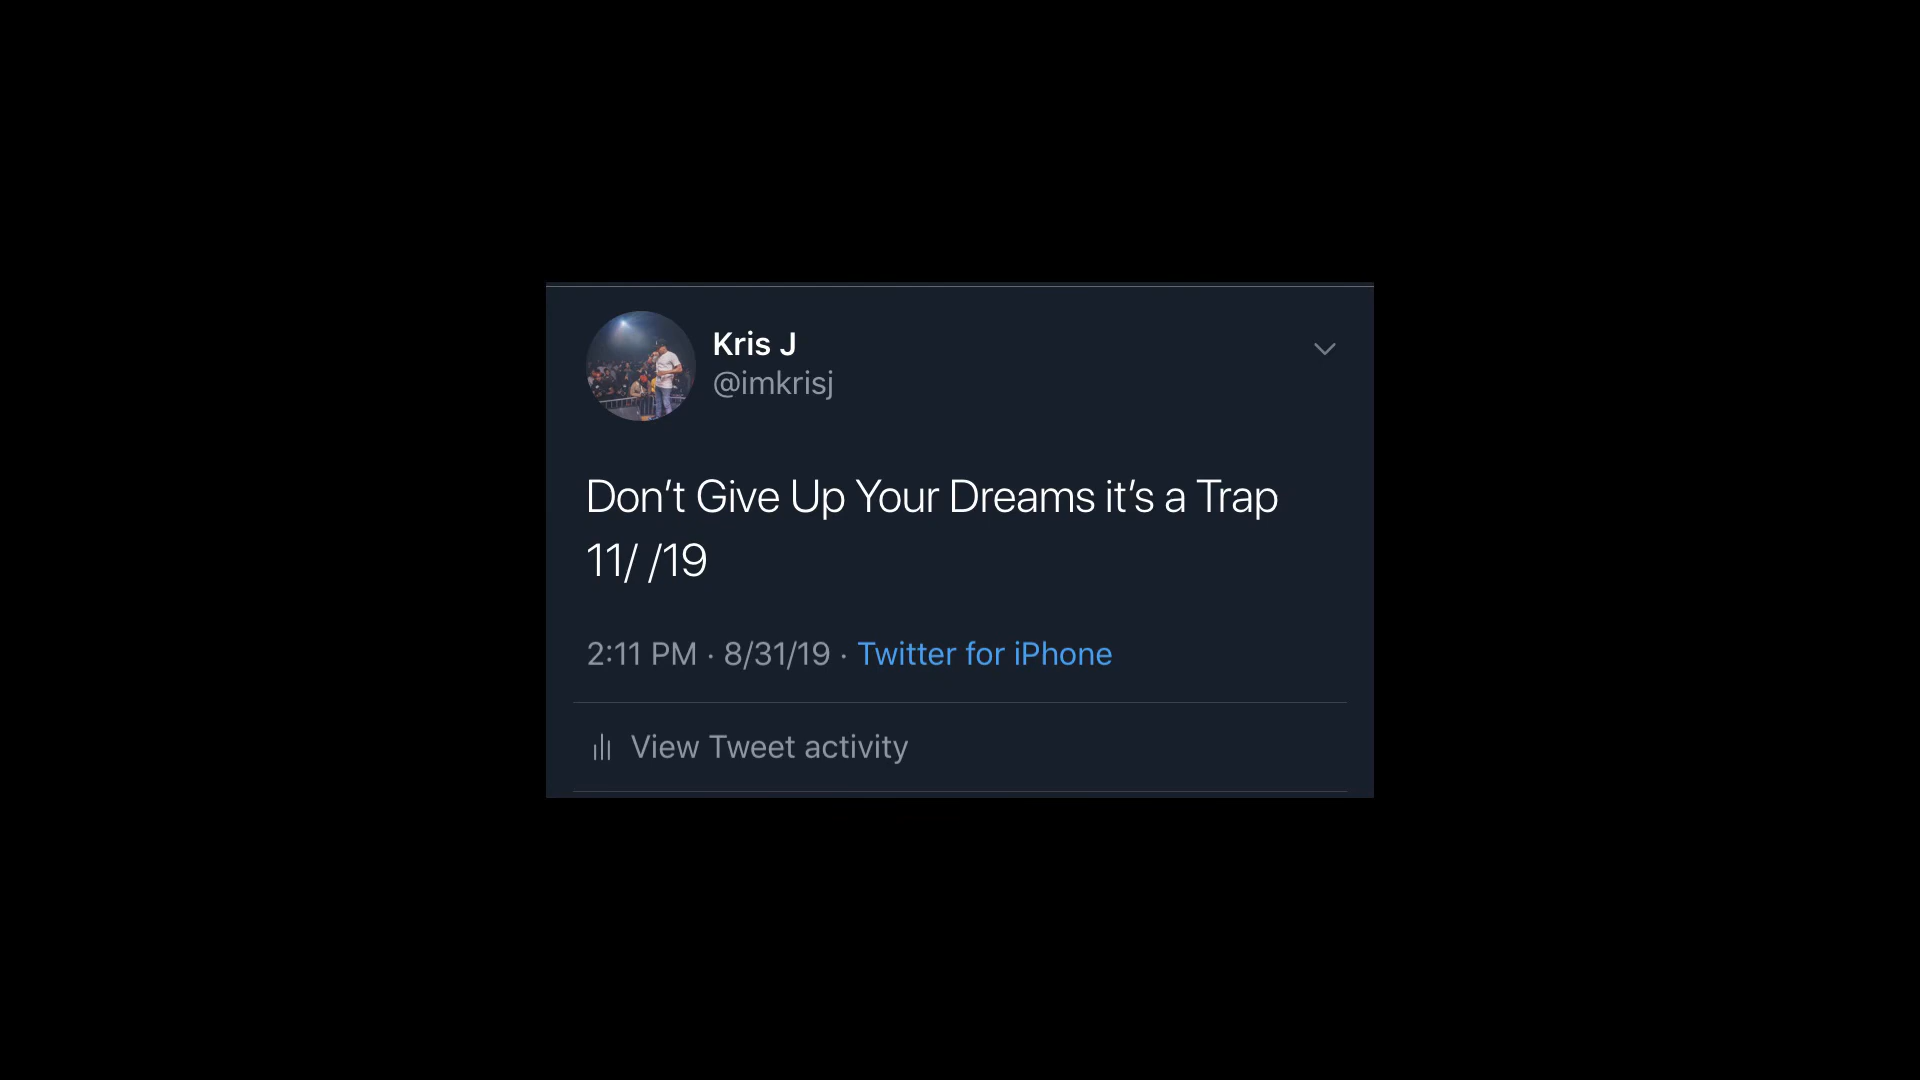 Kris J
@imkrisj
Don’t Give Up Your Dreams it’s a Trap
11/ /19
2:11 PM · 8/31/19 · Twitter for iPhone
View Tweet activity